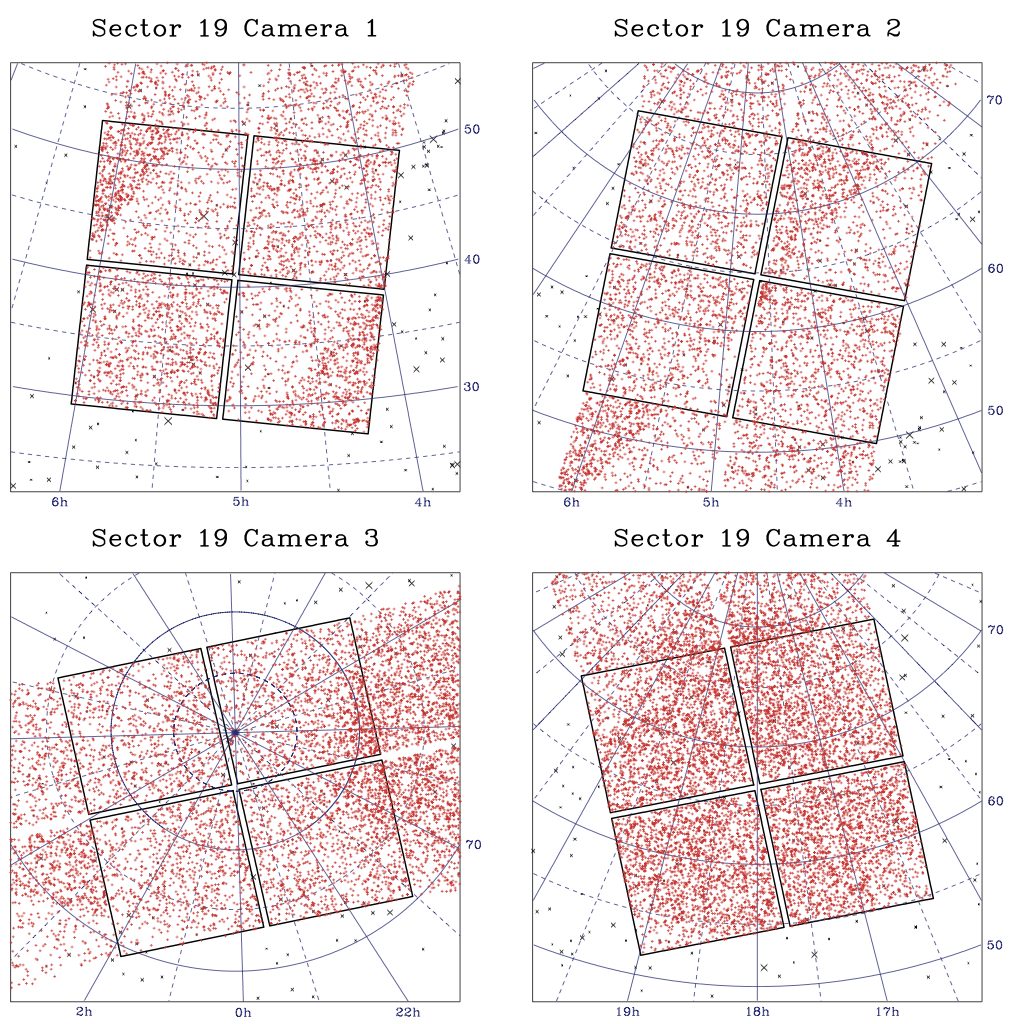 Sector 19 Camera 1
50
40
30
6h
5h
4h
Sector 19 Camera 2
70
60
50
6h
5h
4h
Sector 19 Camera 3
70
2h
0h
22h
Sector 19 Camera 4
70
60
50
19h
18h
17h